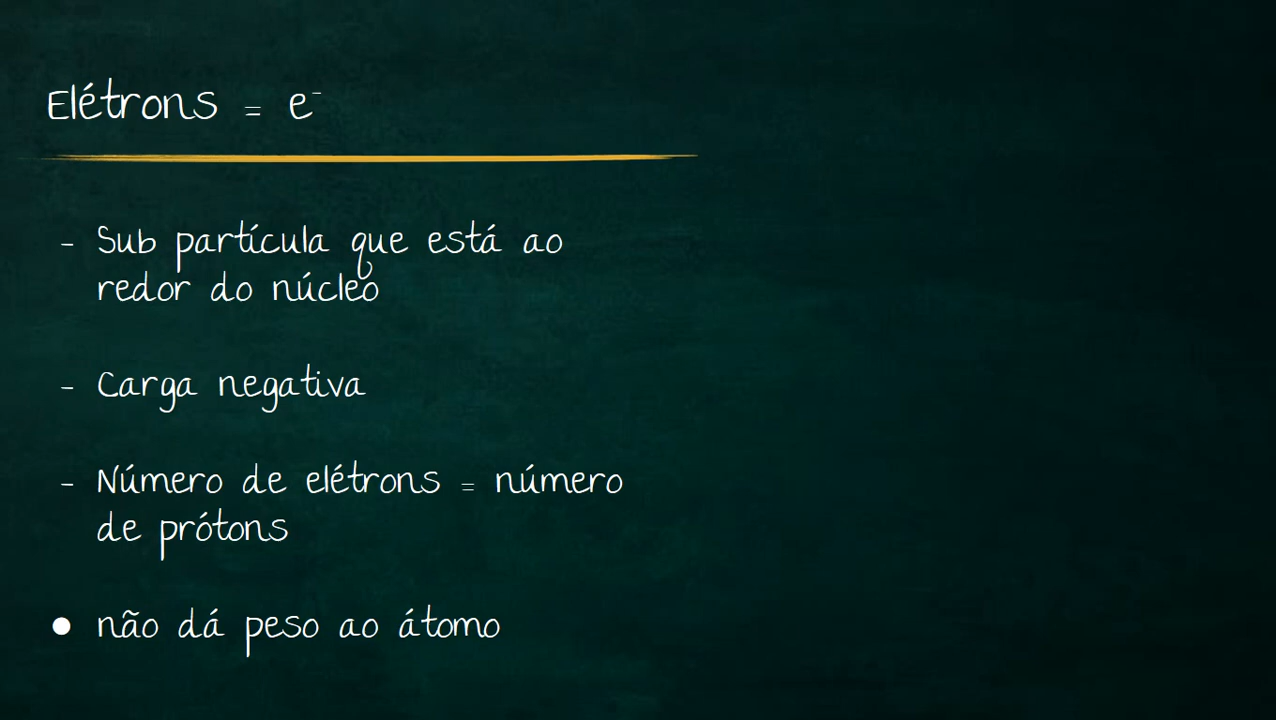 Elétrons = e⁻
- Sub partícula que está ao
redor do núcleo
- Carga negativa
- Número de elétrons = número
de prótons
● não dá peso ao átomo